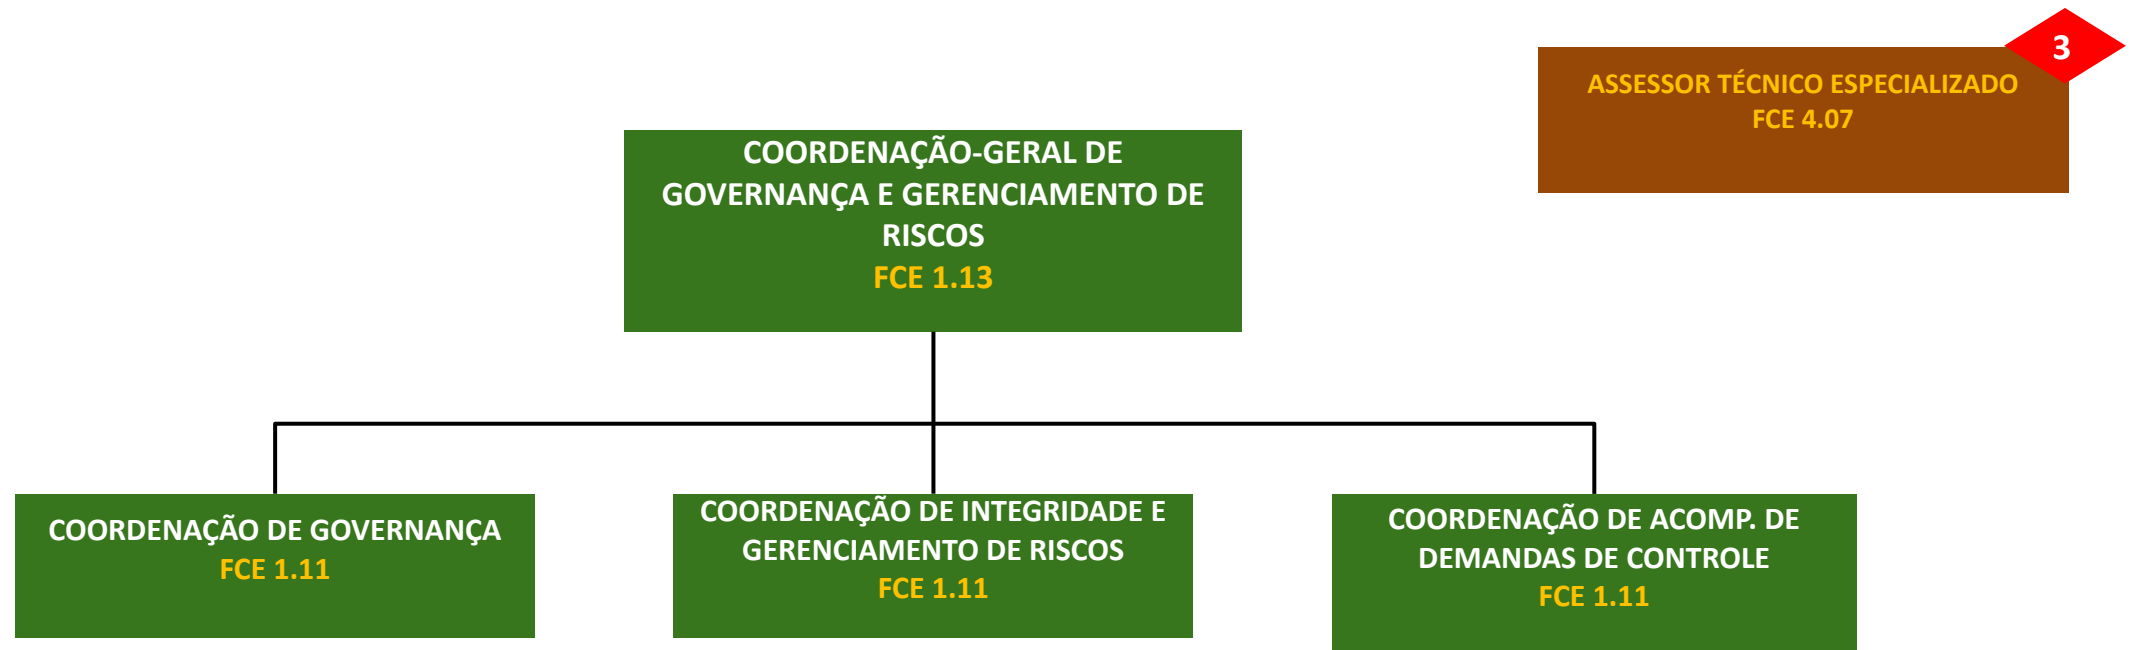 3
ASSESSOR TÉCNICO ESPECIALIZADO
FCE 4.07
COORDENAÇÃO-GERAL DE
GOVERNANÇA E GERENCIAMENTO DE
RISCOS
FCE 1.13
COORDENAÇÃO DE GOVERNANÇA
FCE 1.11
COORDENAÇÃO DE INTEGRIDADE E
GERENCIAMENTO DE RISCOS
FCE 1.11
COORDENAÇÃO DE ACOMP. DE
DEMANDAS DE CONTROLE
FCE 1.11